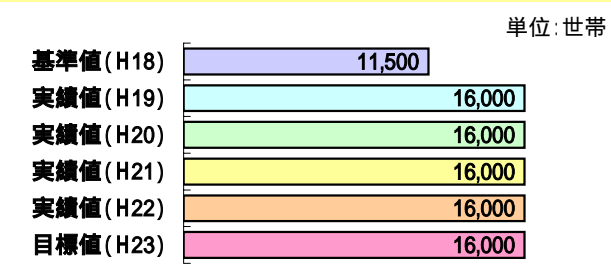 単位:世帯
基準値(H18) 11,500
実績値(H19) 16,000
実績値(H20) 16,000
実績値(H21) 16,000
実績値(H22) 16,000
目標値(H23) 16,000